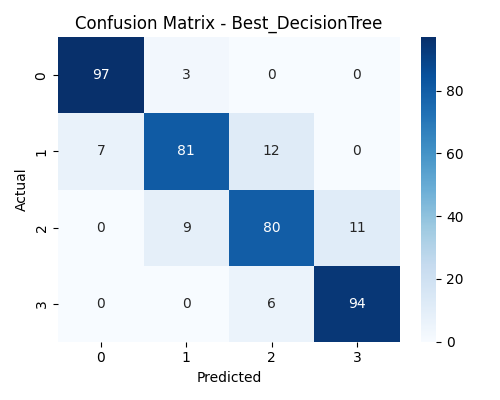 Confusion Matrix - Best_DecisionTree
Actual
0 97 3 0 0
1 7 81 12 0
2 0 9 80 11
3 0 0 6 94
0 1 2 3
Predicted
80
60
40
20
0